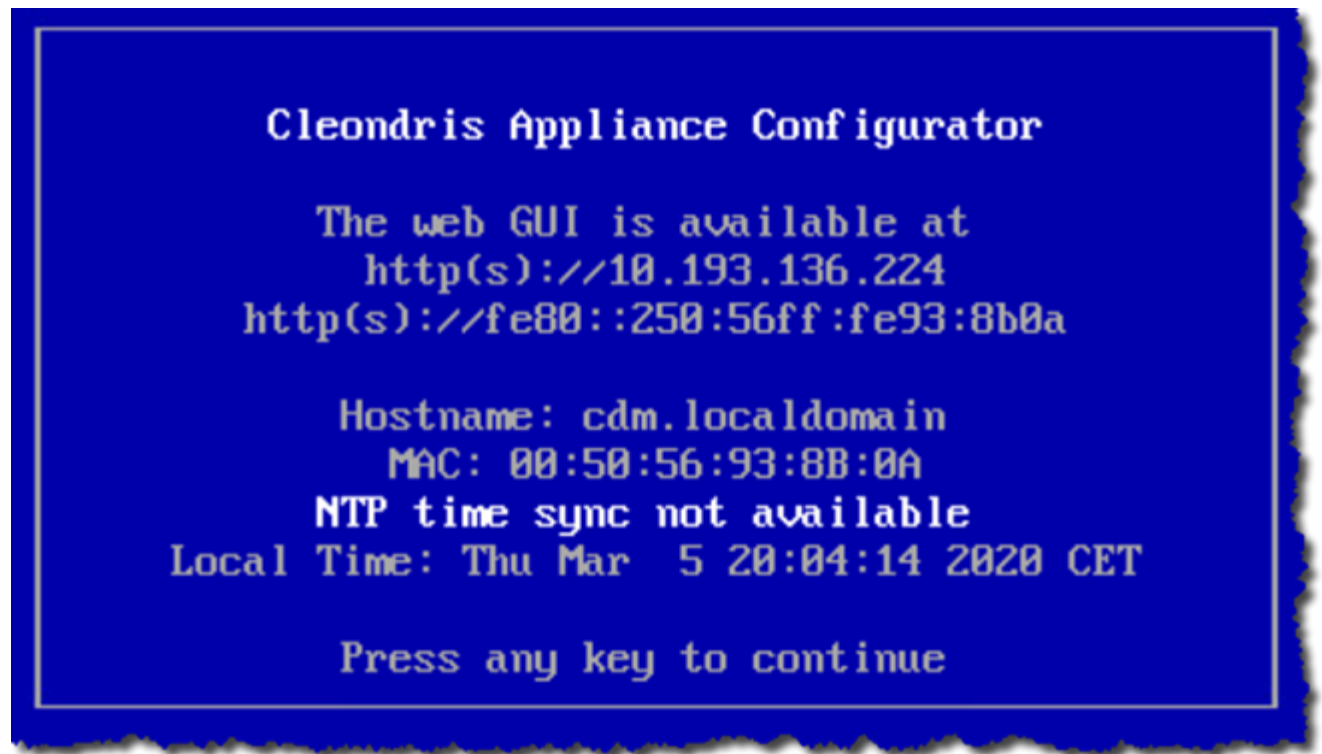 Cleondris Appliance Configurator
The web GUI is available at
http(s)://10.193.136.224
http(s)://fe80::250:56ff:fe93:8b0a
Hostname: cdm.localdomain
MAC: 00:50:56:93:8B:0A
NTP time sync not available
Local Time: Thu Mar  5 20:04:14 2020 CET
Press any key to continue